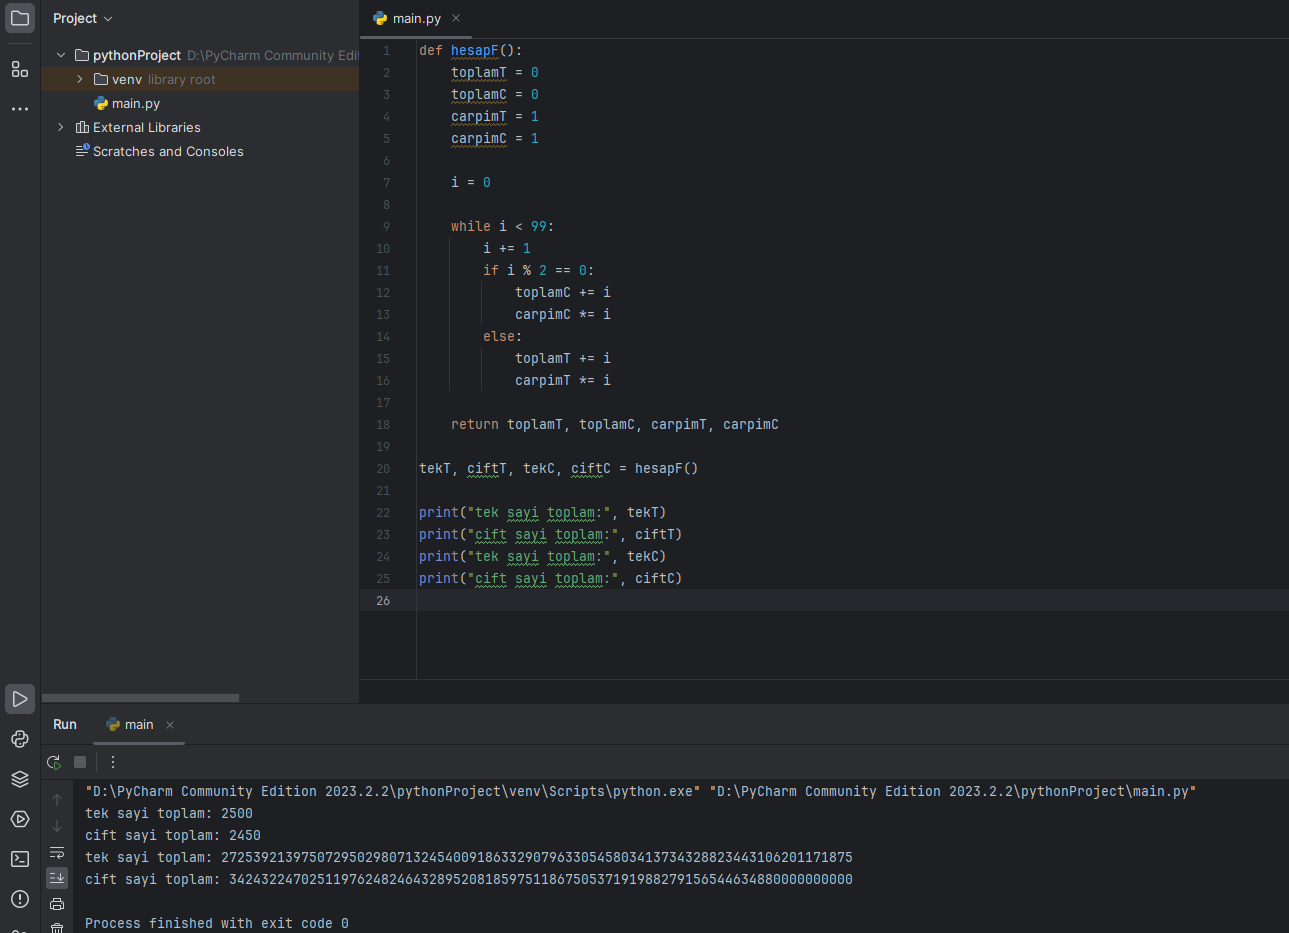 Project
main.py
pythonProject D:\PyCharm Community Edi
venv library root
main.py
External Libraries
Scratches and Consoles
1 def hesapF():
2 toplamT = 0
3 toplamC = 0
4 carpimT = 1
5 carpimC = 1
6
7 i = 0
8
9 while i < 99:
10 i += 1
11 if i % 2 == 0:
12 toplamC += i
13 carpimC *= i
14 else:
15 toplamT += i
16 carpimT *= i
17
18 return toplamT, toplamC, carpimT, carpimC
19
20 tekT, ciftT, tekC, ciftC = hesapF()
21
22 print("tek sayi toplam:", tekT)
23 print("cift sayi toplam:", ciftT)
24 print("tek sayi toplam:", tekC)
25 print("cift sayi toplam:", ciftC)
26
Run main
"D:\PyCharm Community Edition 2023.2.2\pythonProject\venv\Scripts\python.exe" "D:\PyCharm Community Edition 2023.2.2\pythonProject\main.py"
tek sayi toplam: 2500
cift sayi toplam: 2450
tek sayi toplam: 2725392139750729502980713245400918633290796330545803413734328823443106201171875
cift sayi toplam: 34243224702511976248246432895208185975118675053719198827915654463488000000000000
Process finished with exit code 0